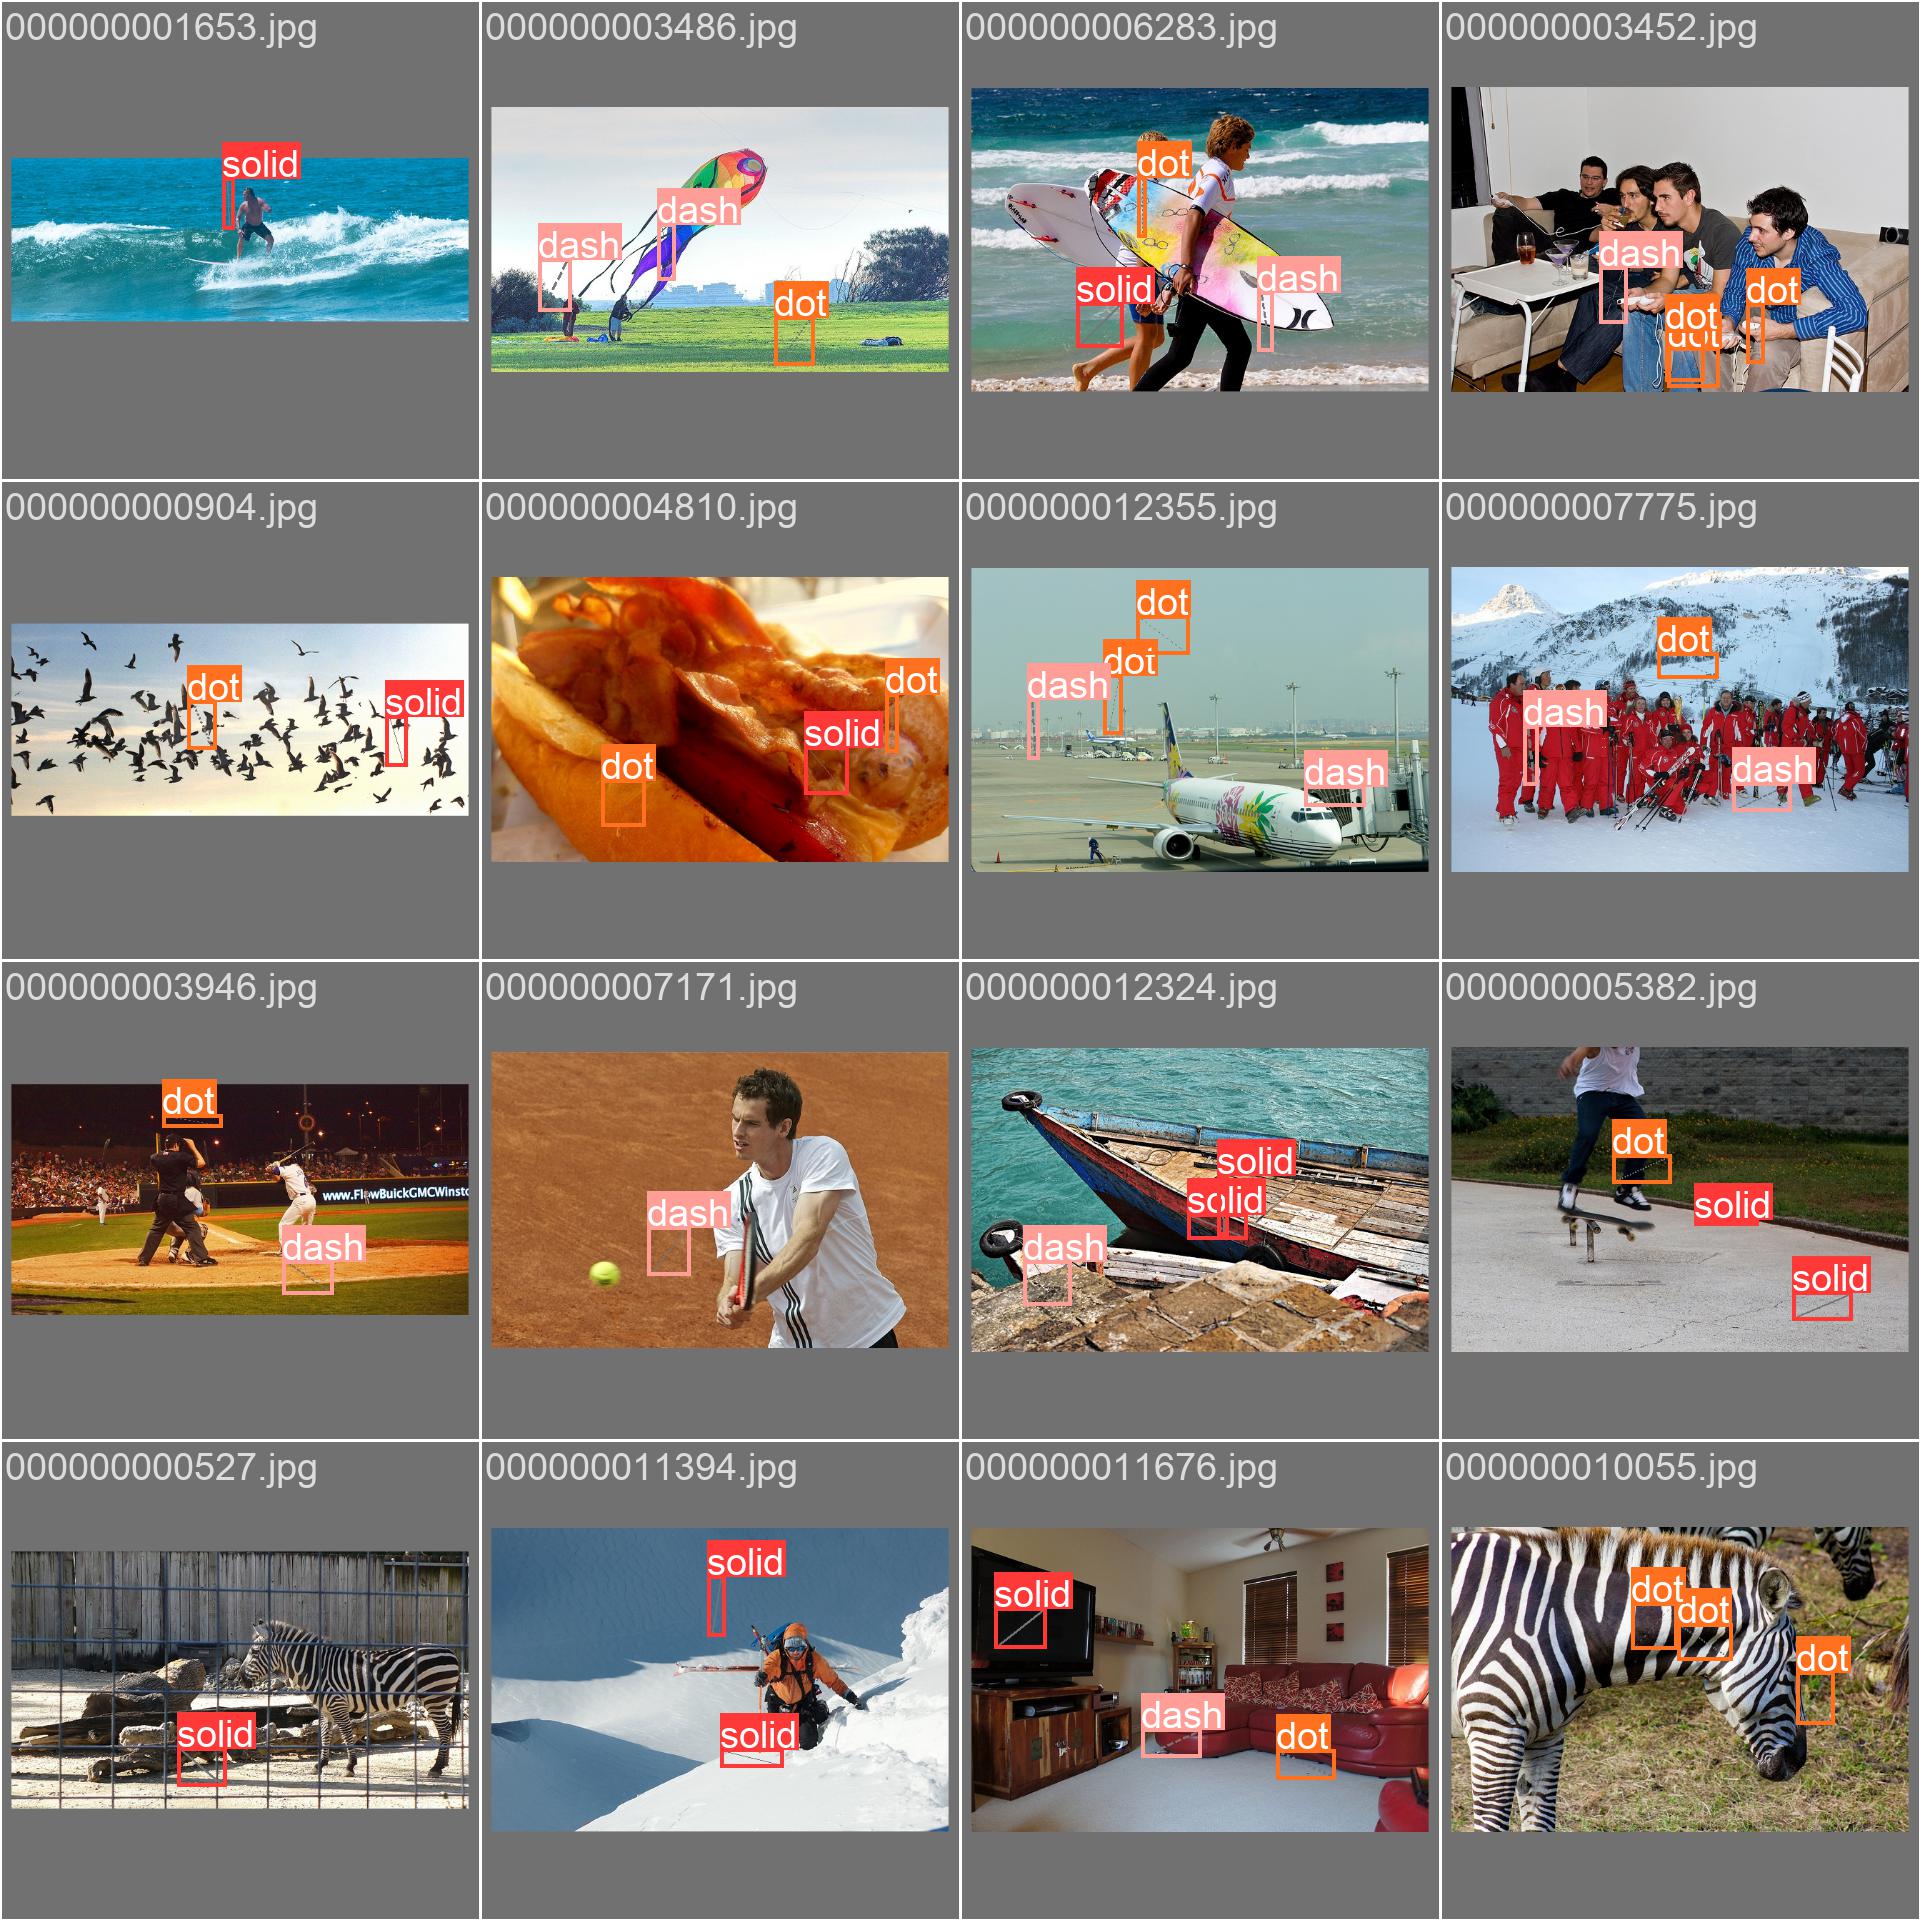 000000001653.jpg
000000003486.jpg
000000006283.jpg
000000003452.jpg
solid
dash
dash
dot
dot
solid
dash
dash
dot
dot
dot
000000000904.jpg
000000004810.jpg
000000012355.jpg
000000007775.jpg
dot
solid
dot
solid
dot
dot
dot
dash
dash
dot
dash
dash
000000003946.jpg
000000007171.jpg
000000012324.jpg
000000005382.jpg
dot
www.FlowBuickGMCWinsto
dash
dash
solid
solid
dash
dot
solid
solid
000000000527.jpg
000000011394.jpg
000000011676.jpg
000000010055.jpg
solid
solid
solid
solid
dash
dot
dot
dot
dot